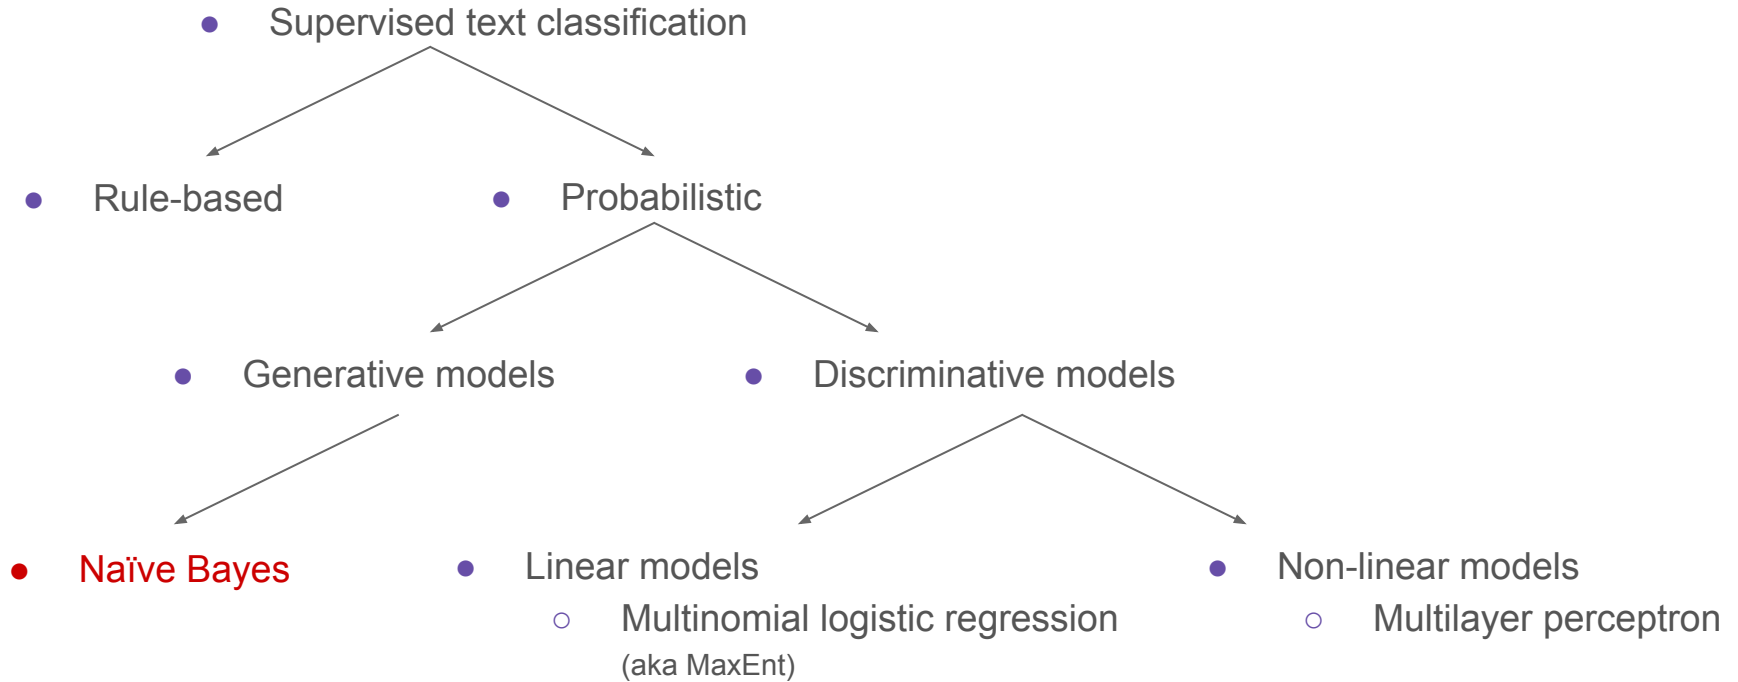 ● Supervised text classification
● Rule-based
● Probabilistic
● Generative models
● Discriminative models
● Naïve Bayes
● Linear models
● Non-linear models
○ Multinomial logistic regression
○ Multilayer perceptron
(aka MaxEnt)